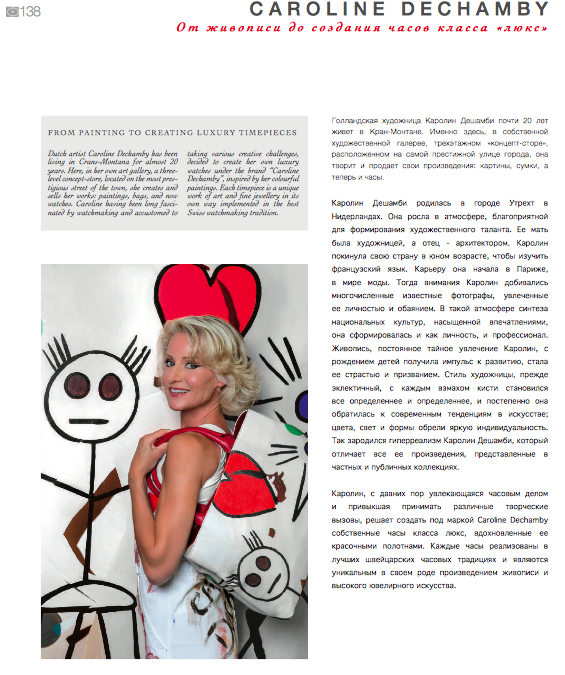 138
CAROLINE DECHAMBY
От живописи до создания часов класса «люкс»
FROM PAINTING TO CREATING LUXURY TIMEPIECES
Dutch artist Caroline Dechamby has been
living in Crans-Montana for almost 20
years. Here, in her own art gallery, a three-
level concept-store, located on the most pres-
tigious street of the town, she creates and
sells her works: paintings, bags, and now
watches. Caroline having been long fasci-
nated by watchmaking and accustomed to
taking various creative challenges,
decided to create her own luxury
watches under the brand "Caroline
Dechamby", inspired by her colourful
paintings. Each timepiece is a unique
work of art and fine jewellery in its
own way implemented in the best
Swiss watchmaking tradition.
Голландская художница Каролин Дешамби почти 20 лет
живет в Кран-Монтане. Именно здесь, в собственной
художественной галерее, трехэтажном «концепт-сторе»,
расположенном на самой престижной улице города, она
творит и продает свои произведения: картины, сумки, а
теперь и часы.
Каролин Дешамби родилась в городе Утрехт в
Нидерландах. Она росла в атмосфере, благоприятной
для формирования художественного таланта. Ее мать
была художницей, а отец - архитектором. Каролин
покинула свою страну в юном возрасте, чтобы изучить
французский язык. Карьеру она начала в Париже,
в мире моды. Тогда внимания Каролин добивались
многочисленные известные фотографы, увлеченные
ее личностью и обаянием. В такой атмосфере синтеза
национальных культур, насыщенной впечатлениями,
она сформировалась и как личность, и профессионал.
Живопись, постоянное тайное увлечение Каролин, с
рождением детей получила импульс к развитию, стала
ее страстью и призванием. Стиль художницы, прежде
эклектичный, с каждым взмахом кисти становился
все определеннее и определеннее, и постепенно она
обратилась к современным тенденциям в искусстве;
цвета, свет и формы обрели яркую индивидуальность.
Так зародился гиперреализм Каролин Дешамби, который
отличает все ее произведения, представленные в
частных и публичных коллекциях.
Каролин, с давних пор увлекающаяся часовым делом
и привыкшая принимать различные творческие
вызовы, решает создать под маркой Caroline Dechamby
собственные часы класса люкс, вдохновленные ее
красочными полотнами. Каждые часы реализованы в
лучших швейцарских часовых традициях и являются
уникальным в своем роде произведением живописи и
высокого ювелирного искусства.